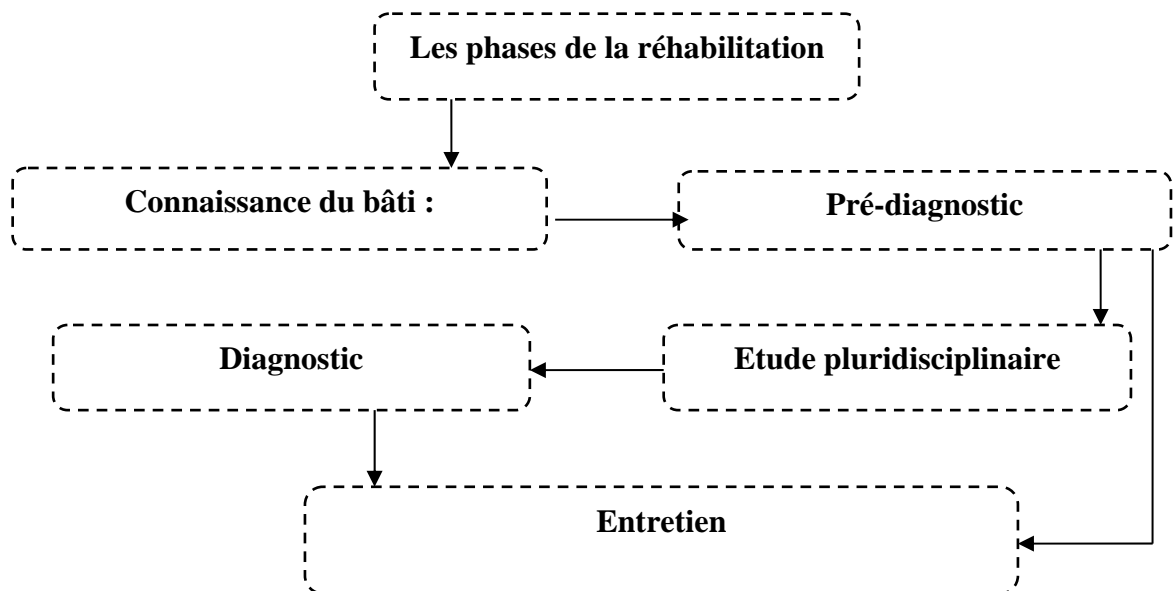 Les phases de la réhabilitation
Connaissance du bâti :
Pré-diagnostic
Diagnostic
Etude pluridisciplinaire
Entretien